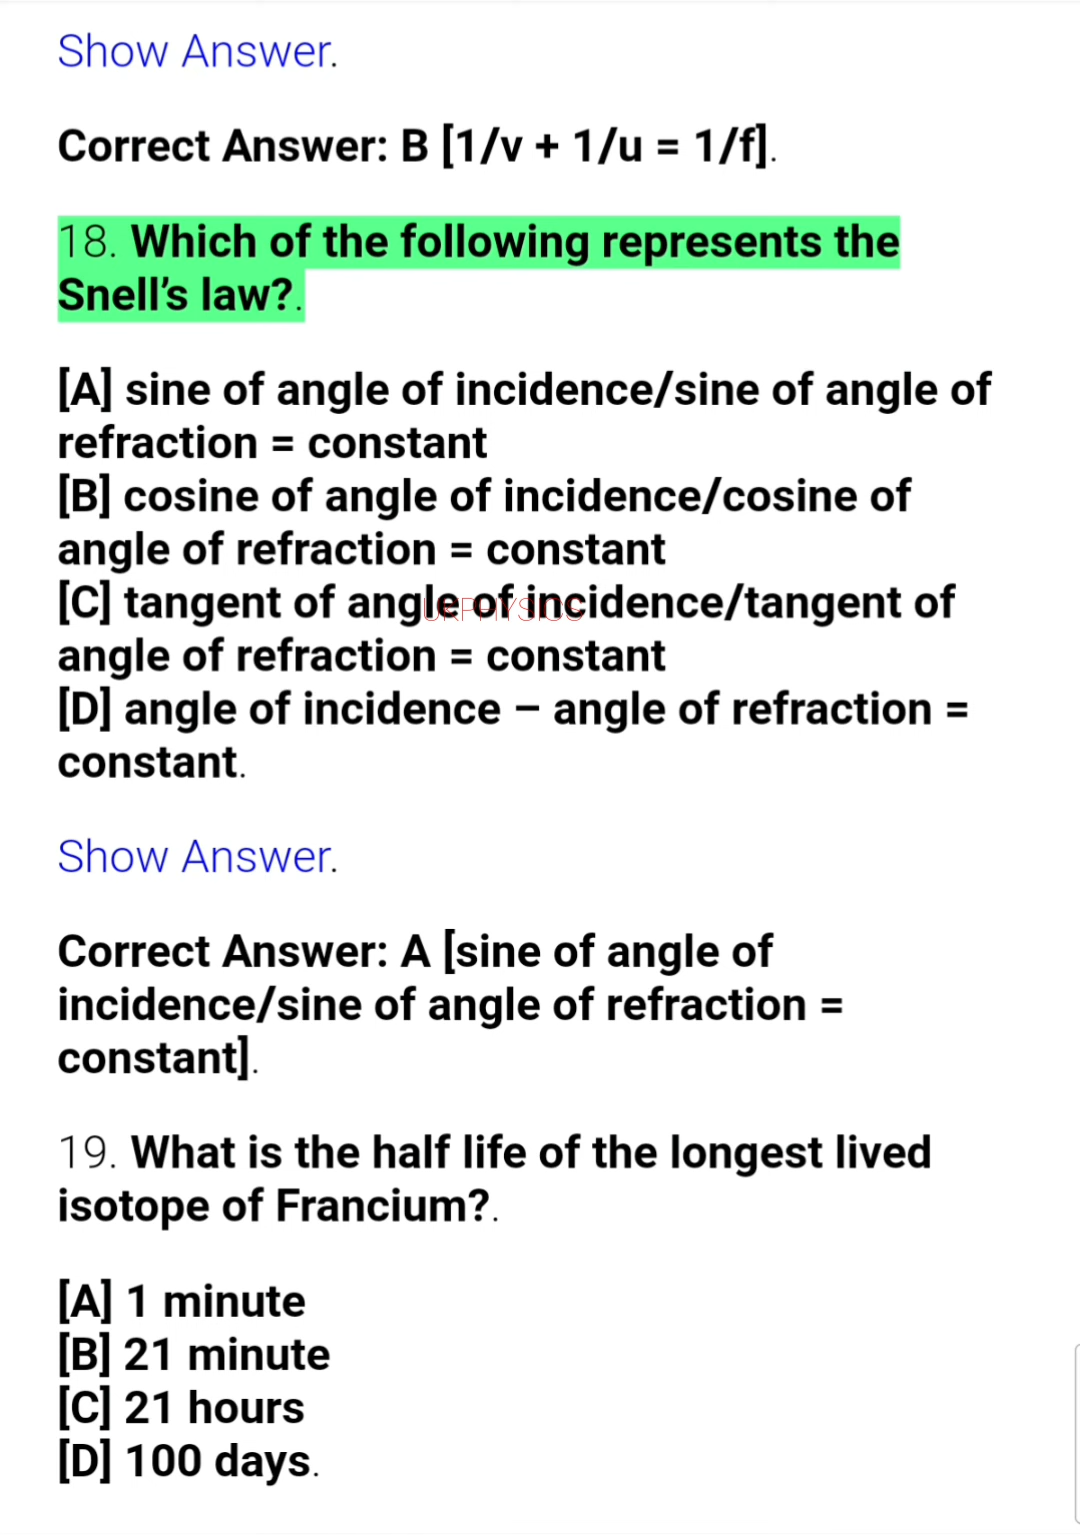 Show Answer.
Correct Answer: B [1/v + 1/u = 1/f].
18. Which of the following represents the
Snell’s law?.
[A] sine of angle of incidence/sine of angle of
refraction = constant
[B] cosine of angle of incidence/cosine of
angle of refraction = constant
[C] tangent of angle of incidence/tangent of
UKPHYSICS
angle of refraction = constant
[D] angle of incidence – angle of refraction =
constant.
Show Answer.
Correct Answer: A [sine of angle of
incidence/sine of angle of refraction =
constant].
19. What is the half life of the longest lived
isotope of Francium?.
[A] 1 minute
[B] 21 minute
[C] 21 hours
[D] 100 days.